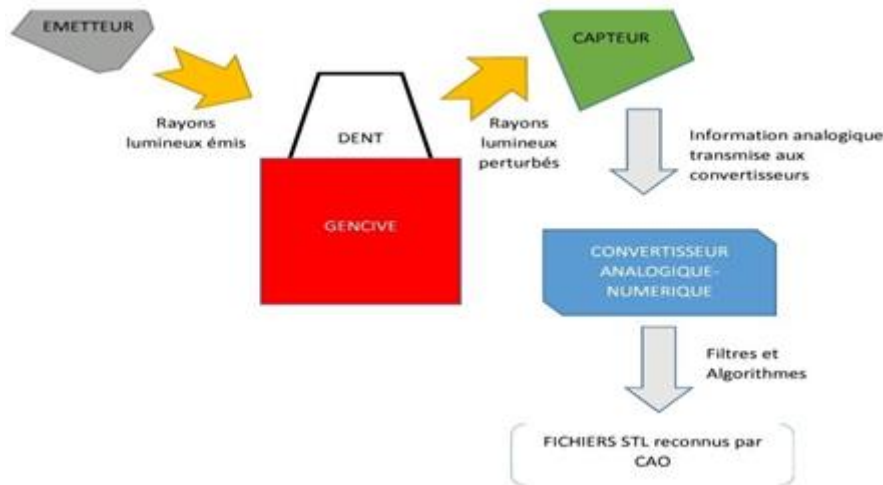 EMETTEUR
CAPTEUR
Rayons
lumineux émis
DENT
Rayons
lumineux
perturbés
Information analogique
transmise aux
convertisseurs
GENCIVE
CONVERTISSEUR
ANALOGIQUE-
NUMERIQUE
Filtres et
Algorithmes
FICHIERS STL reconnus par
CAO